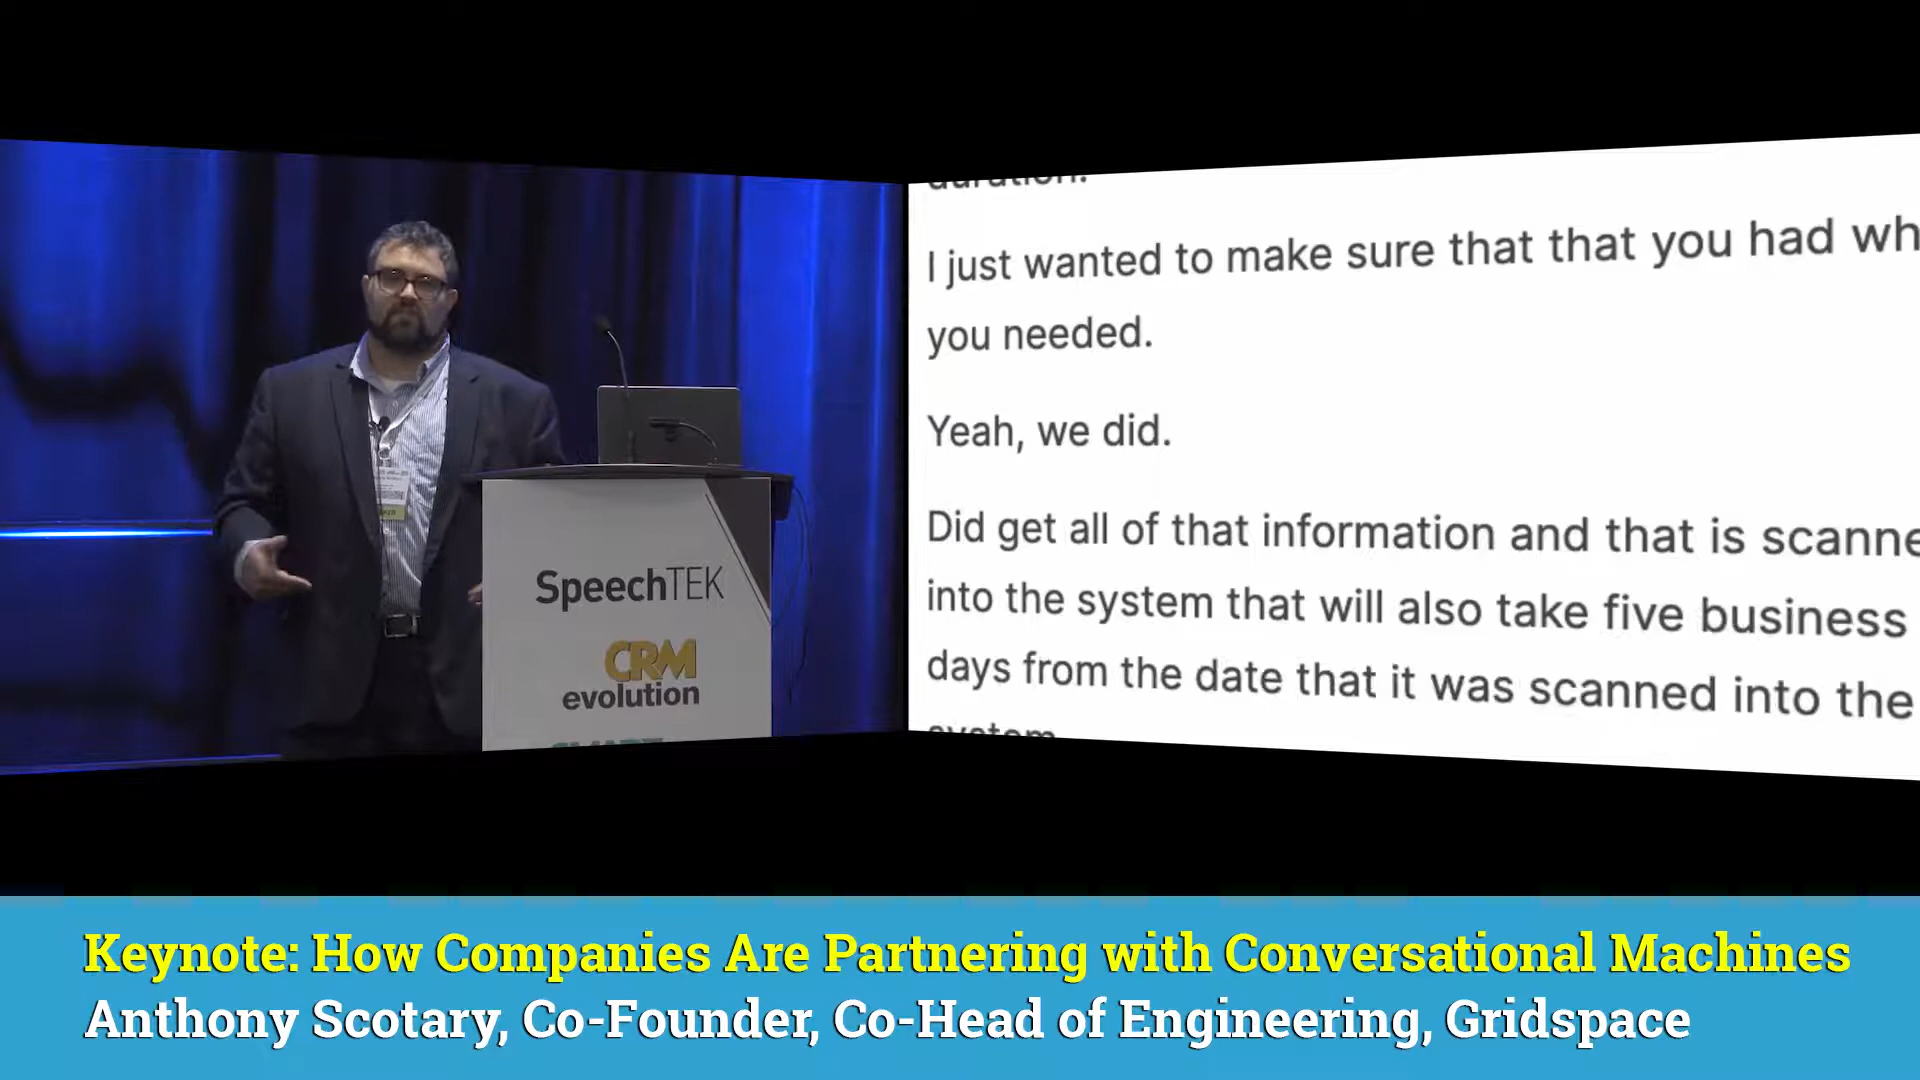 SpeechTEK
CRM
evolution
duration.
I just wanted to make sure that that you had
you needed.
Yeah, we did.
Did get all of that information and that is
into the system that will also take five business
days from the date that it was scanned into the
system
Keynote: How Companies Are Partnering with Conversational Machines
Anthony Scotary, Co-Founder, Co-Head of Engineering, Gridspace